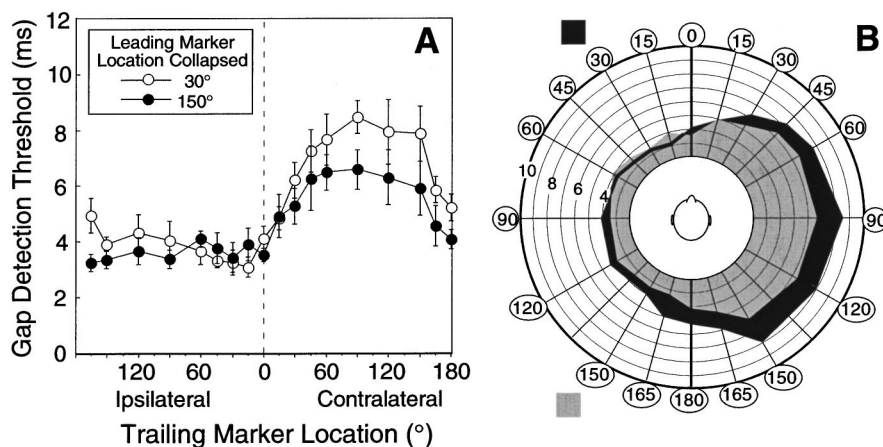 A
Gap Detection Threshold (ms)
12
10
8
6
4
2
0
Leading Marker
Location Collapsed
30°
150°
120 60 0 60 120 180
Ipsilateral Contralateral
Trailing Marker Location (°)
B
0
15 15
30 30
45 45
60 60
10 8 6 4
90 90
120 120
150 150
165 165
180